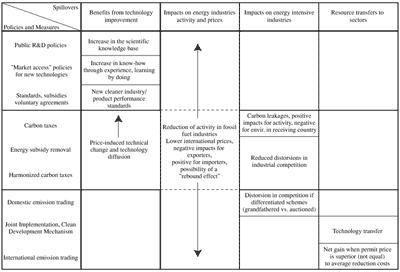 Spillovers
Policies and Measures
Benefits from technology
improvement
Impacts on energy industries
activity and prices
Impacts on energy intensive
industries
Resource transfers to
sectors
Public R&D policies
Increase in the scientific
knowledge base
"Market access" policies
for new technologies
Increase in know-how
through experience, learning
by doing
Standards, subsidies
voluntary agreements
New cleaner industry/
product performance
standards
Carbon taxes
Energy subsidy removal
Harmonized carbon taxes
Price-induced technical
change and technology
diffusion
Reduction of activity in fossil
fuel industries
Lower international prices,
negative impacts for
exporters,
positive for importers,
possibility of a
"rebound effect"
Carbon leakages, positive
impacts for activity, negative
for envir. in receiving country
Reduced distorsions in
industrial competition
Domestic emission trading
Distorsion in competition if
differentiated schemes
(grandfathered vs. auctioned)
Joint Implementation, Clean
Development Mechanism
Technology transfer
International emission trading
Net gain when permit price
is superior (not equal)
to average reduction costs